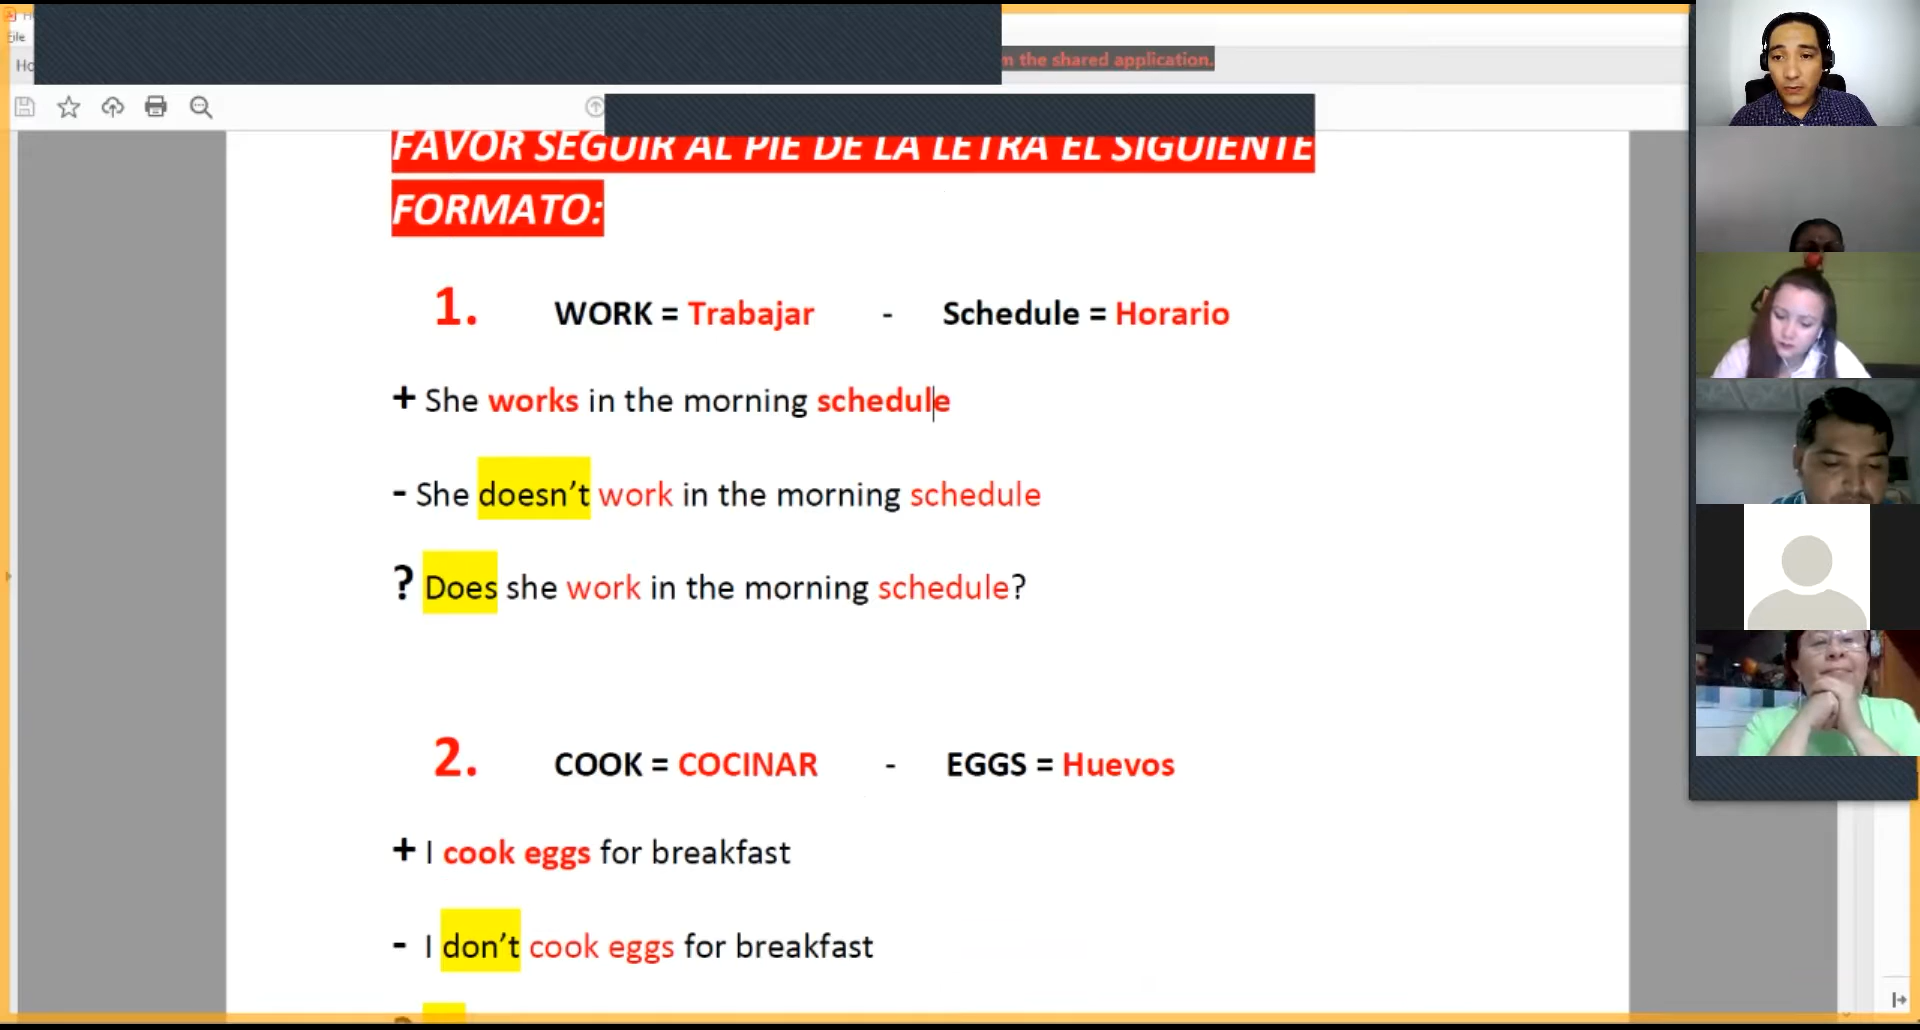 File
m the shared application.
FAVOR SEGUIR AL PIE DE LA LETRA EL SIGUIENTE
FORMATO:
1. WORK = Trabajar - Schedule = Horario
+ She works in the morning schedule
- She doesn't work in the morning schedule
? Does she work in the morning schedule?
2. COOK = COCINAR - EGGS = Huevos
+ I cook eggs for breakfast
- I don't cook eggs for breakfast